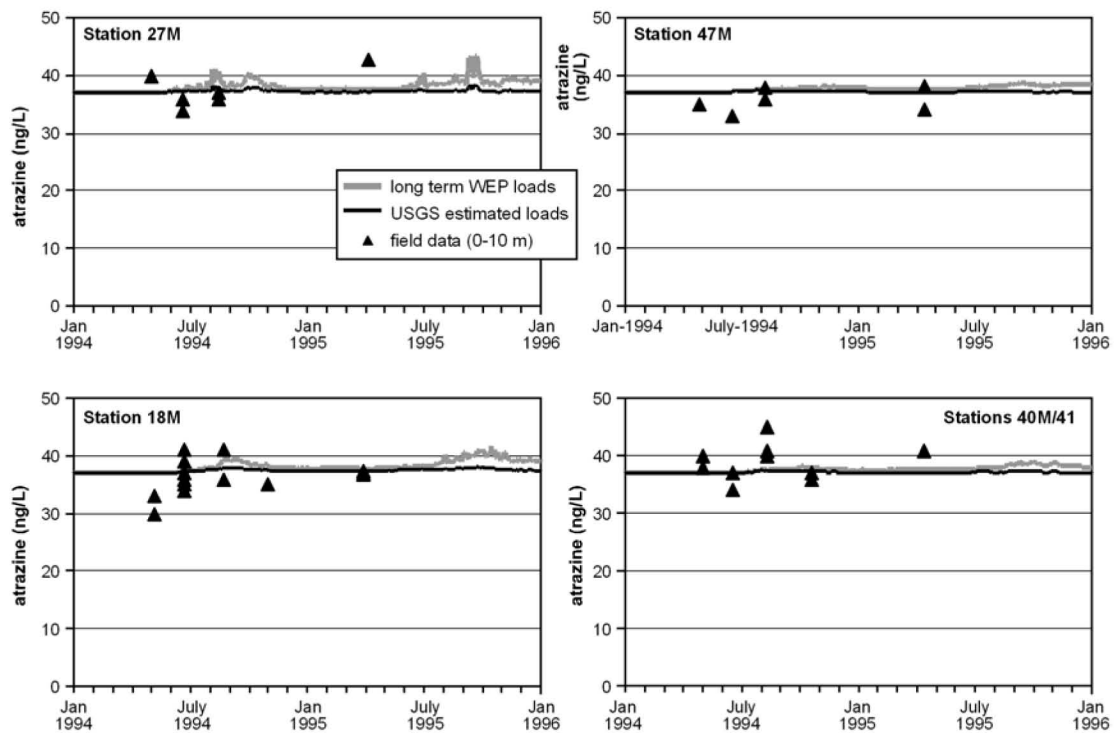 Station 27M
atrazine (ng/L)
50
40
30
20
10
0
Jan
1994
July
1994
Jan
1995
July
1995
Jan
1996
long term WEP loads
USGS estimated loads
field data (0-10 m)
Station 47M
atrazine
(ng/L)
50
40
30
20
10
0
Jan-1994
July-1994
Jan
1995
July
1995
Jan
1996
Station 18M
atrazine (ng/L)
50
40
30
20
10
0
Jan
1994
July
1994
Jan
1995
July
1995
Jan
1996
Stations 40M/41
atrazine (ng/L)
50
40
30
20
10
0
Jan
1994
July
1994
Jan
1995
July
1995
Jan
1996